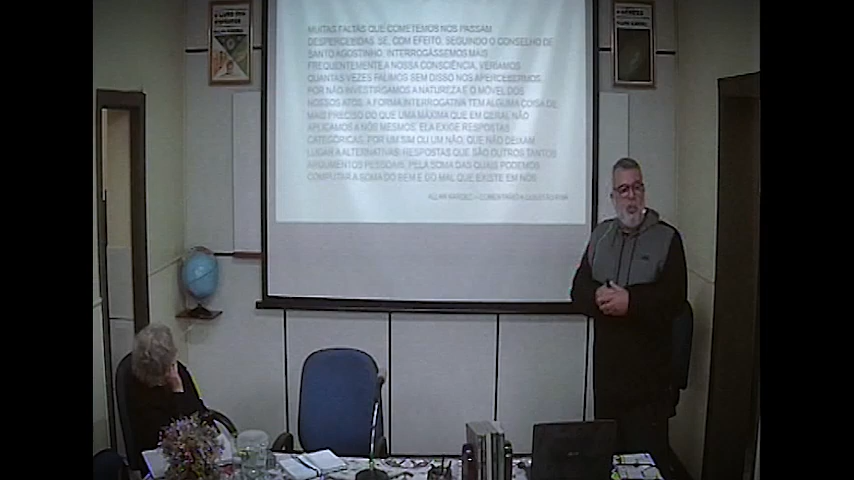 MUITAS FALTAS QUE COMETEMOS NOS PASSAM
DESPERCEBIDAS. SE, COM EFEITO, SEGUINDO O CONSELHO DE
SANTO AGOSTINHO, INTERROGÁSSEMOS MAIS
FREQUENTEMENTE A NOSSA CONSCIÊNCIA, VERÍAMOS
QUANTAS VEZES FALIMOS SEM DISSO NOS APERCEBERMOS,
POR NÃO INVESTIGARMOS A NATUREZA E O MÓVEL DOS
NOSSOS ATOS. A FORMA INTERROGATIVA TEM ALGUMA COISA DE
MAIS PRECISO DO QUE UMA MÁXIMA QUE EM GERAL NÃO
APLICAMOS A NÓS MESMOS. ELA EXIGE RESPOSTAS
CATEGÓRICAS, POR UM SIM OU UM NÃO, QUE NÃO DEIXAM
LUGAR A ALTERNATIVAS; RESPOSTAS QUE SÃO OUTROS TANTOS
ARGUMENTOS PESSOAIS, PELA SOMA DAS QUAIS PODEMOS
COMPUTAR A SOMA DO BEM E DO MAL QUE EXISTE EM NÓS
ALLAN KARDEC